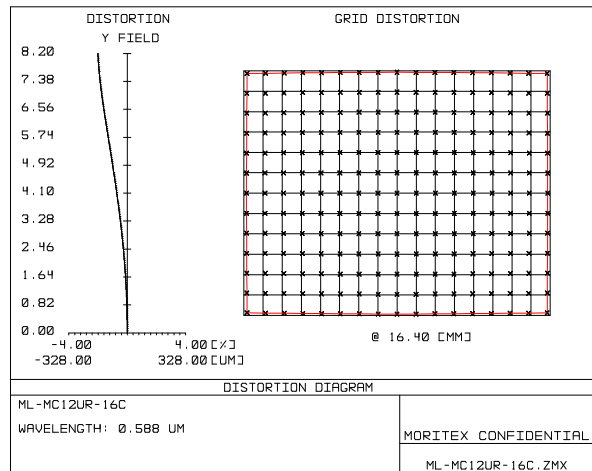 DISTORTION
Y FIELD
GRID DISTORTION
8.20
7.38
6.56
5.74
4.92
4.10
3.28
2.46
1.64
0.82
0.00
-4.00 4.00 [%]
-328.00 328.00 [UM]
@ 16.40 [MM]
DISTORTION DIAGRAM
ML-MC12UR-16C
WAVELENGTH: 0.588 UM
MORITEX CONFIDENTIAL
ML-MC12UR-16C.ZMX